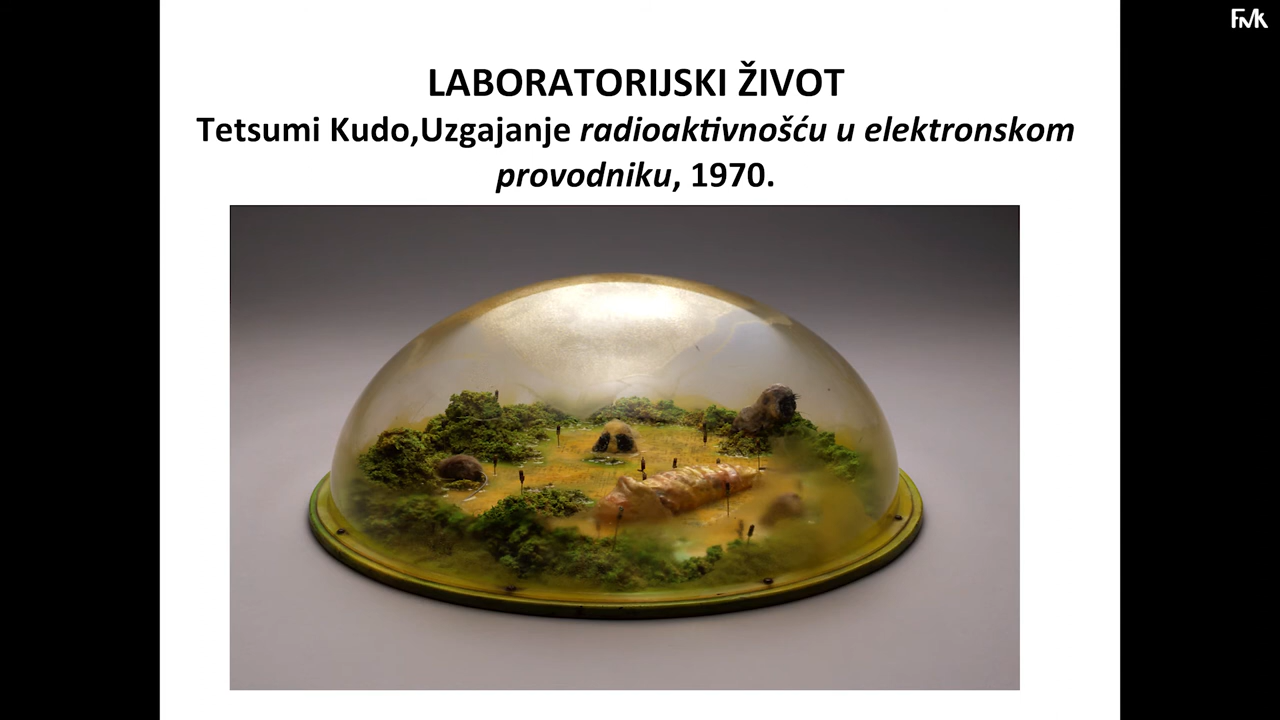 FMK
LABORATORIJSKI ŽIVOT
Tetsumi Kudo,Uzgajanje radioaktivnošću u elektronskom
provodniku, 1970.